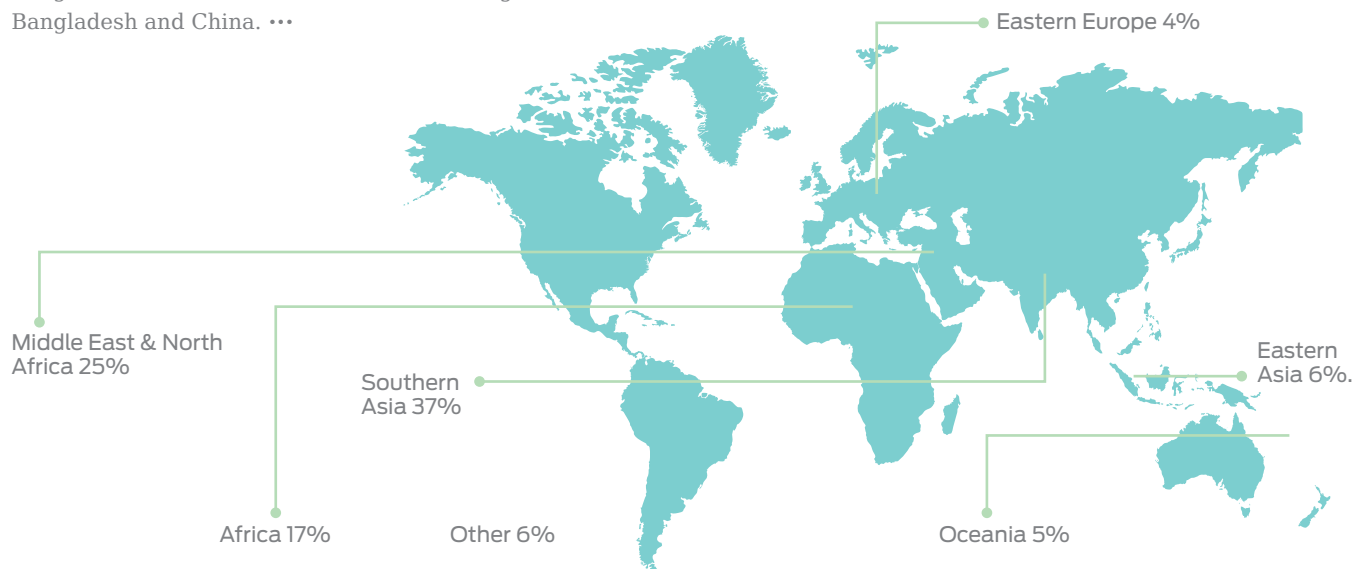 Bangladesh and China. •••
Eastern Europe 4%
Middle East & North
Africa 25%
Southern
Asia 37%
Eastern
Asia 6%.
Africa 17%
Other 6%
Oceania 5%